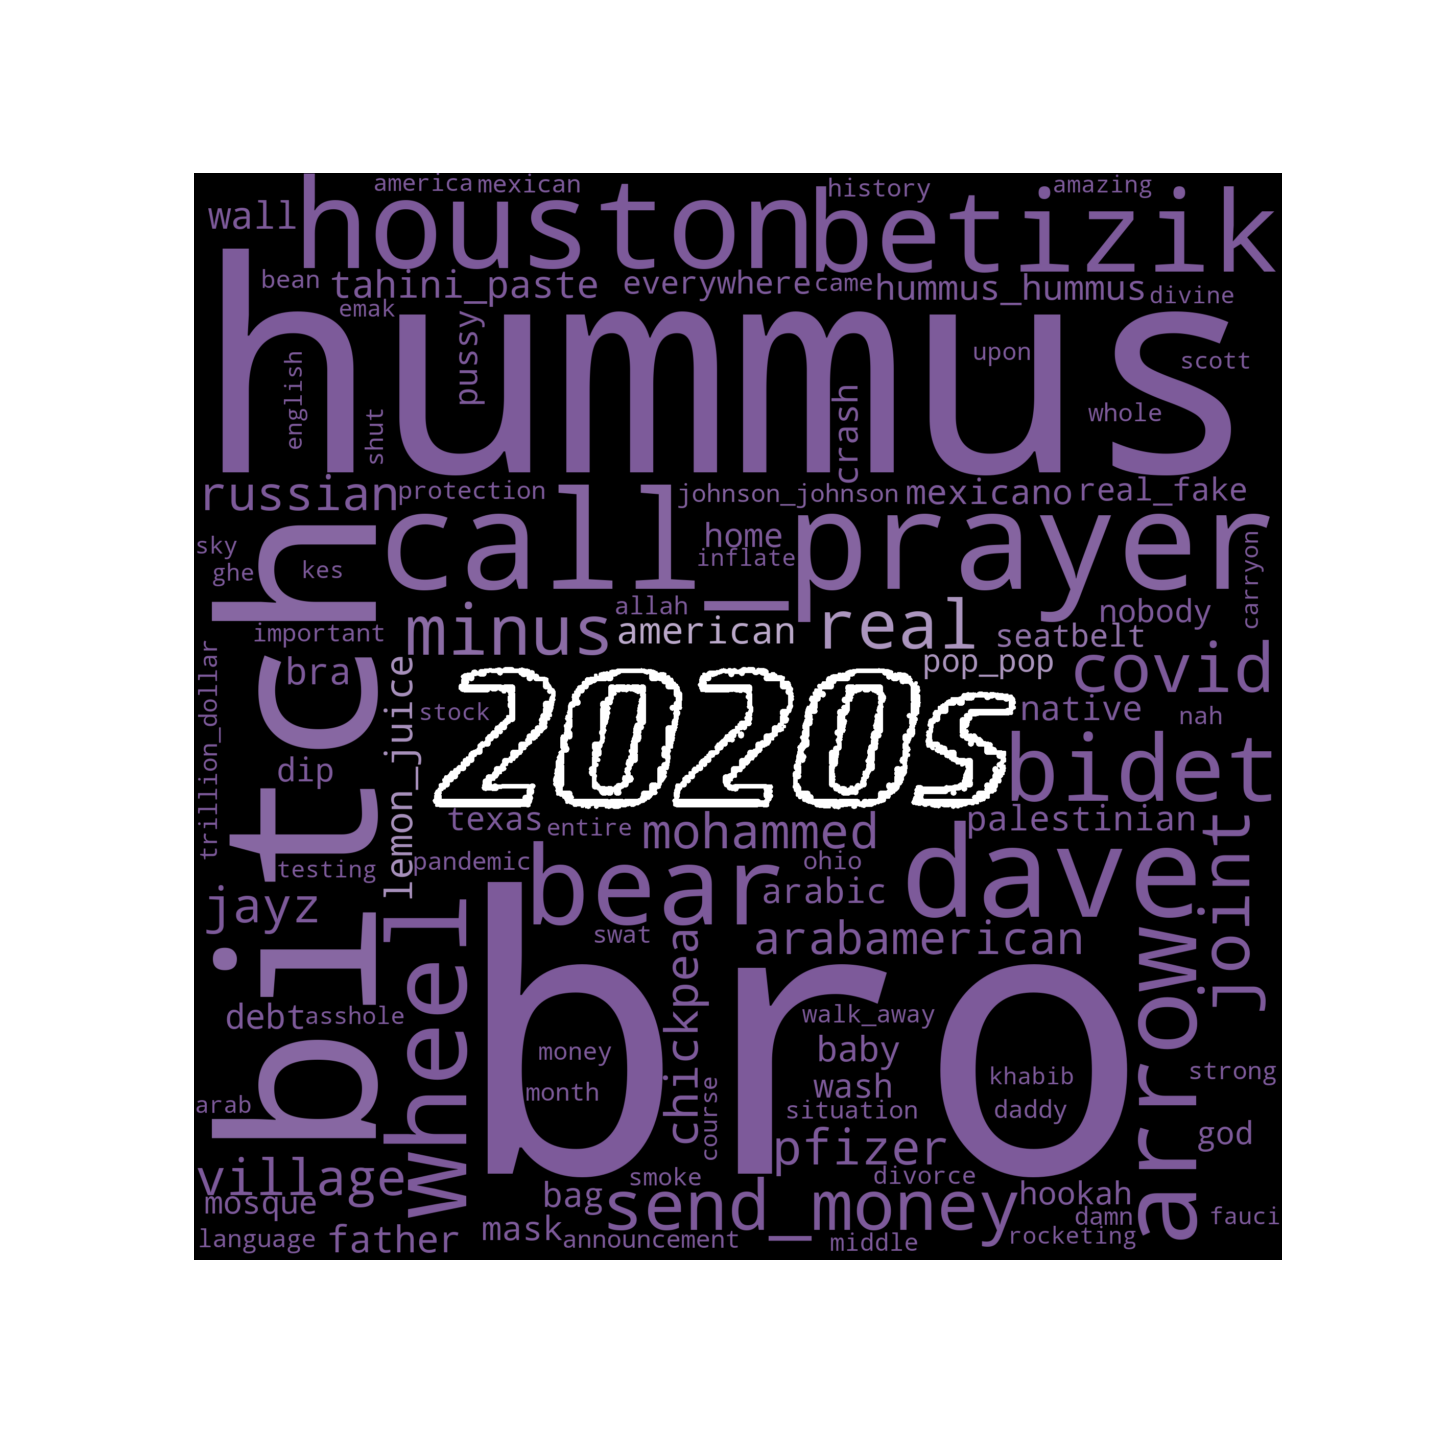 america mexican history amazing
wall houston betizik
bean tahini_paste everywhere came hummus_hummus divine
emak
hummus
pussy
english
shut
crash
upon
scott
whole
russian protection johnson_johnson mexicano real_fake
call_prayer
home
inflate
sky
ghe kes
carryon
bitch
allah
minus american real seatbelt nobody
important
bra
pop_pop covid
trillion_dollar
lemon_juice
stock
2020s
native nah
dip
bidet
texas entire mohammed palestinian
joint
testing pandemic
bear
ohio
arabic
dave
jayz
wheel
swat
chickpea
arabamerican
arrow
debt asshole
bro
walk_away
money
month
baby
wash
situation
khabib
daddy
strong
arab
course
pfizer
god
village
mosque
smoke
divorce
bag send_money hookah
damn fauci
language father mask announcement middle rocketing